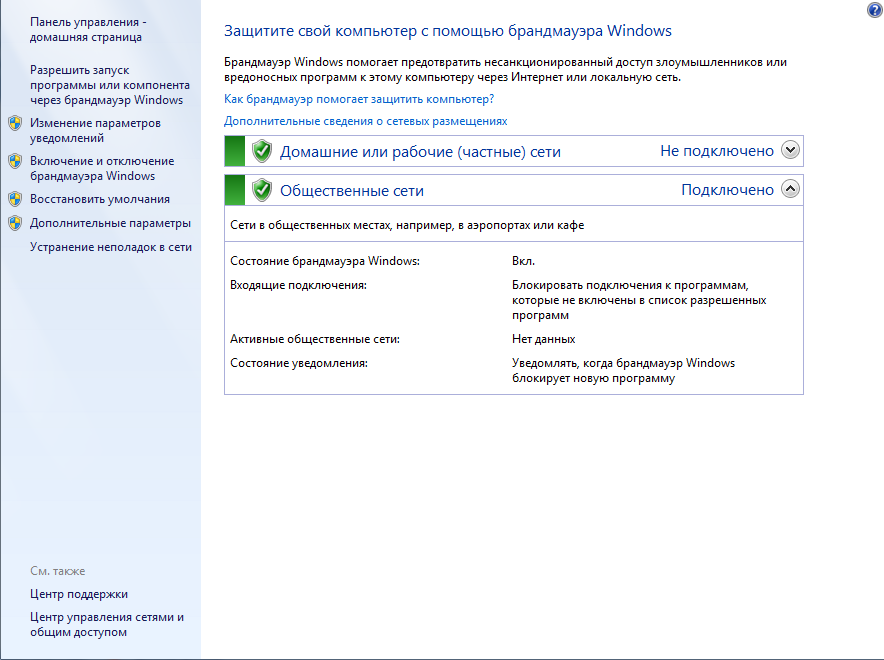 Панель управления -
домашняя страница
Разрешить запуск
программы или компонента
через брандмауэр Windows
Изменение параметров
уведомлений
Включение и отключение
брандмауэра Windows
Восстановить умолчания
Дополнительные параметры
Устранение неполадок в сети
См. также
Центр поддержки
Центр управления сетями и
общим доступом
Защитите свой компьютер с помощью брандмауэра Windows
Брандмауэр Windows помогает предотвратить несанкционированный доступ злоумышленников или
вредоносных программ к этому компьютеру через Интернет или локальную сеть.
Как брандмауэр помогает защитить компьютер?
Дополнительные сведения о сетевых размещениях
Домашние или рабочие (частные) сети Не подключено
Общественные сети Подключено
Сети в общественных местах, например, в аэропортах или кафе
Состояние брандмауэра Windows: Вкл.
Входящие подключения: Блокировать подключения к программам,
которые не включены в список разрешенных
программ
Активные общественные сети: Нет данных
Состояние уведомления: Уведомлять, когда брандмауэр Windows
блокирует новую программу